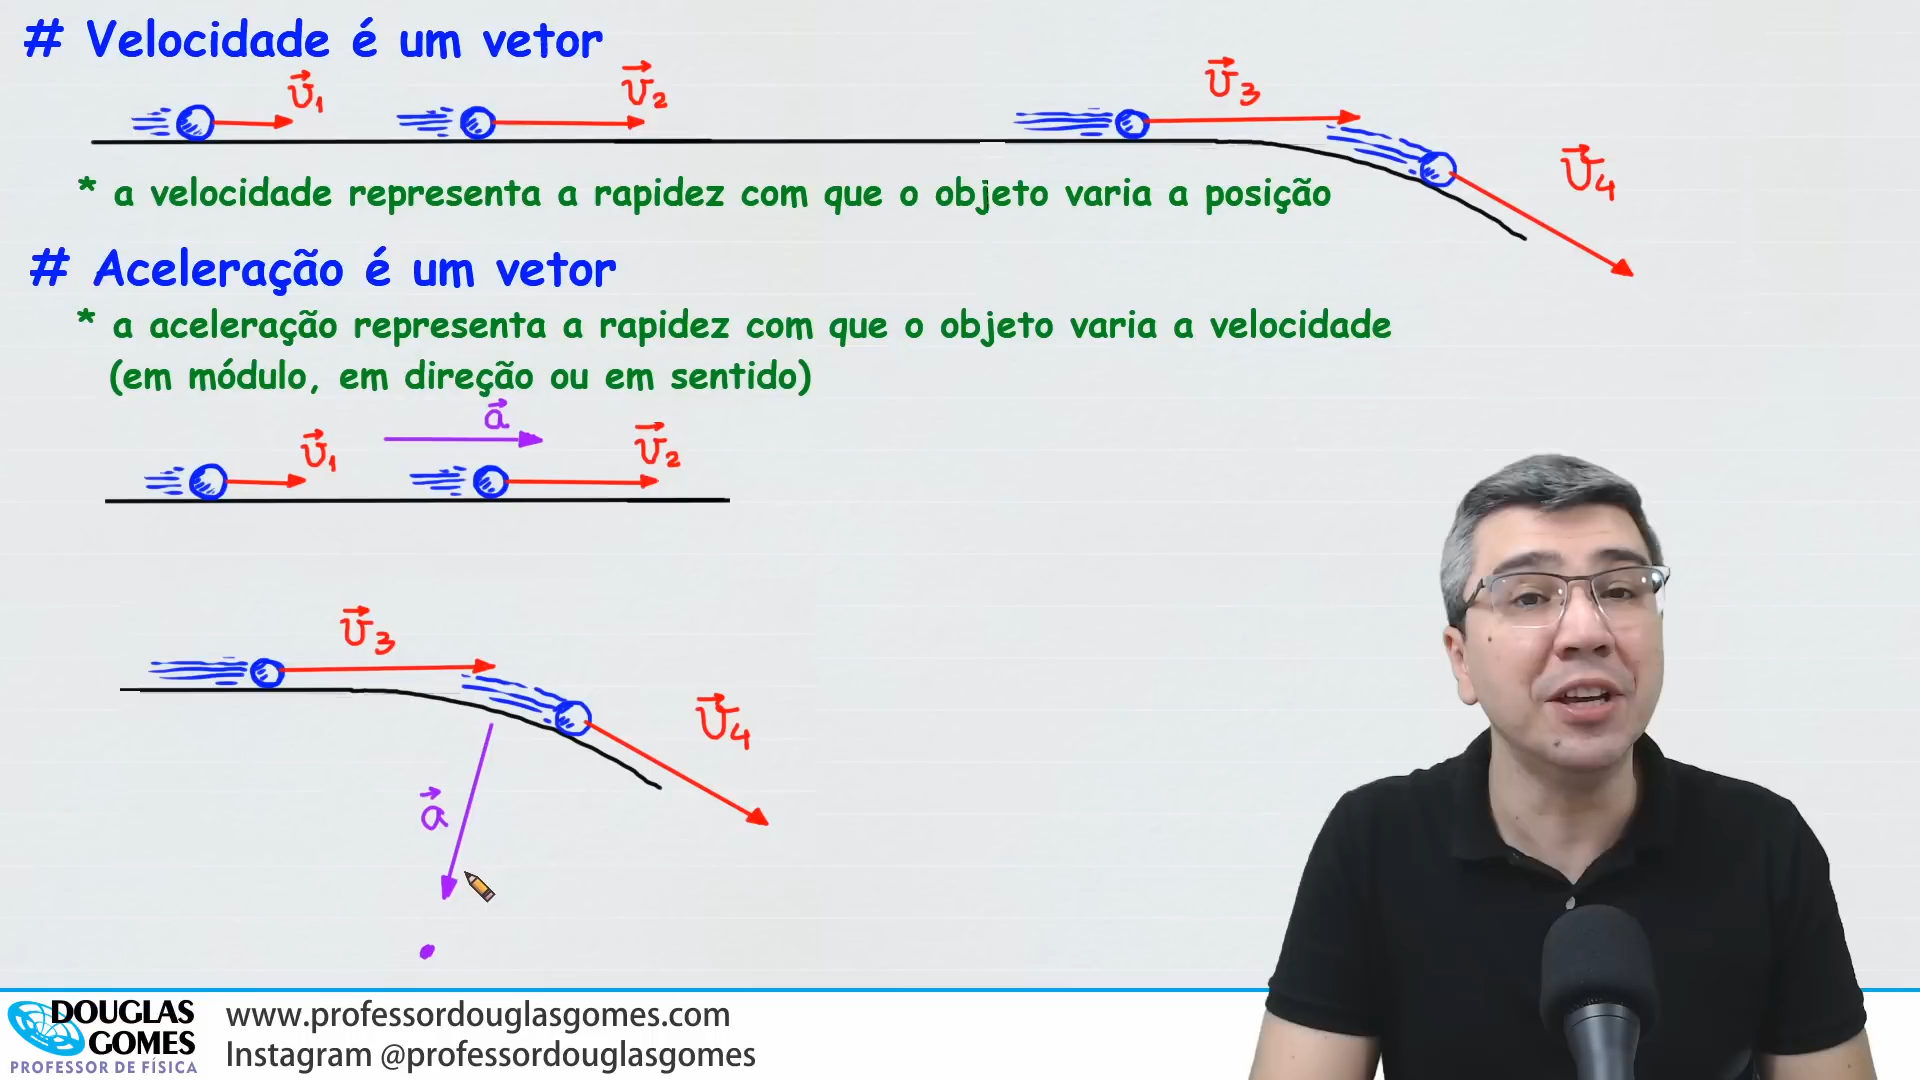 # Velocidade é um vetor
v⃗1
v⃗2
v⃗3
v⃗4
* a velocidade representa a rapidez com que o objeto varia a posição
# Aceleração é um vetor
* a aceleração representa a rapidez com que o objeto varia a velocidade
(em módulo, em direção ou em sentido)
a⃗
v⃗1
v⃗2
v⃗3
v⃗4
a⃗
DOUGLAS
GOMES
PROFESSOR DE FÍSICA
www.professordouglasgomes.com
Instagram @professordouglasgomes